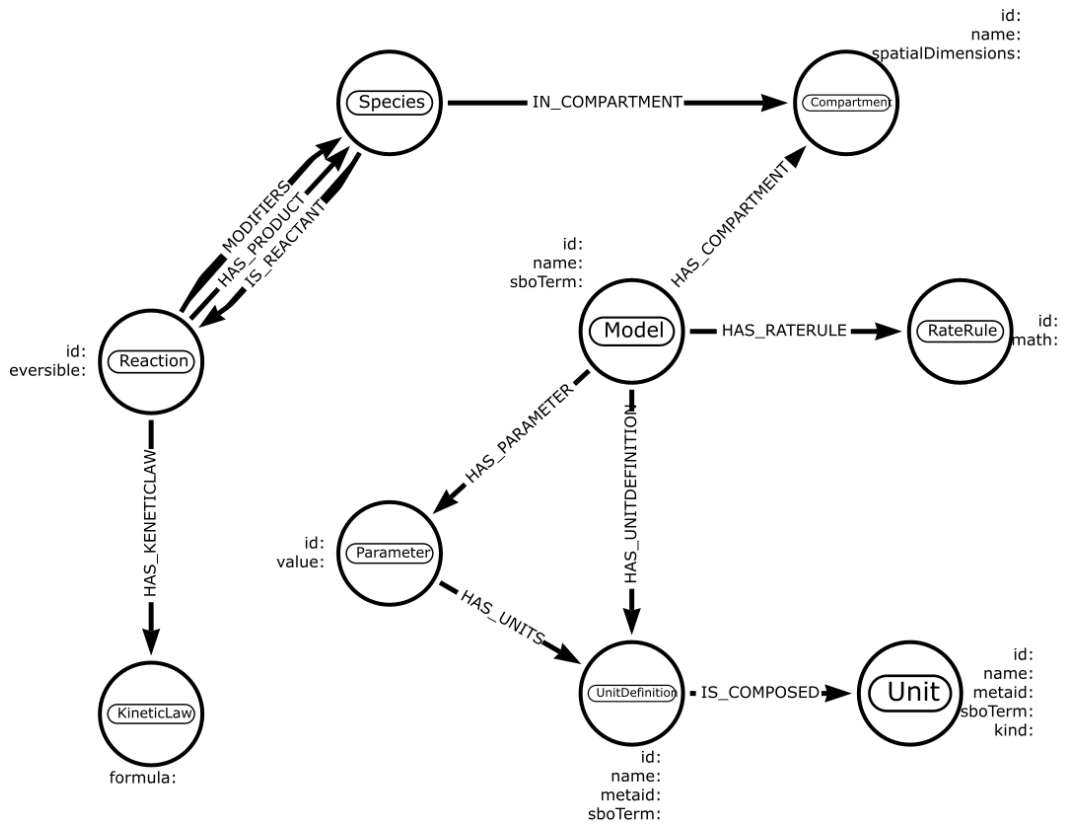 id:
name:
spatialDimensions:
Species
IN_COMPARTMENT
Compartment
MODIFIERS
HAS_PRODUCT
IS_REACTANT
HAS_COMPARTMENT
id:
name:
sboTerm:
Model
HAS_RATERULE
RateRule
id:
math:
id:
eversible:
Reaction
HAS_PARAMETER
HAS_UNITDEFINITION
HAS_KENETICLAW
id:
value:
Parameter
HAS_UNITS
UnitDefinition
IS_COMPOSED
Unit
id:
name:
metaid:
sboTerm:
kind:
KineticLaw
formula:
id:
name:
metaid:
sboTerm: